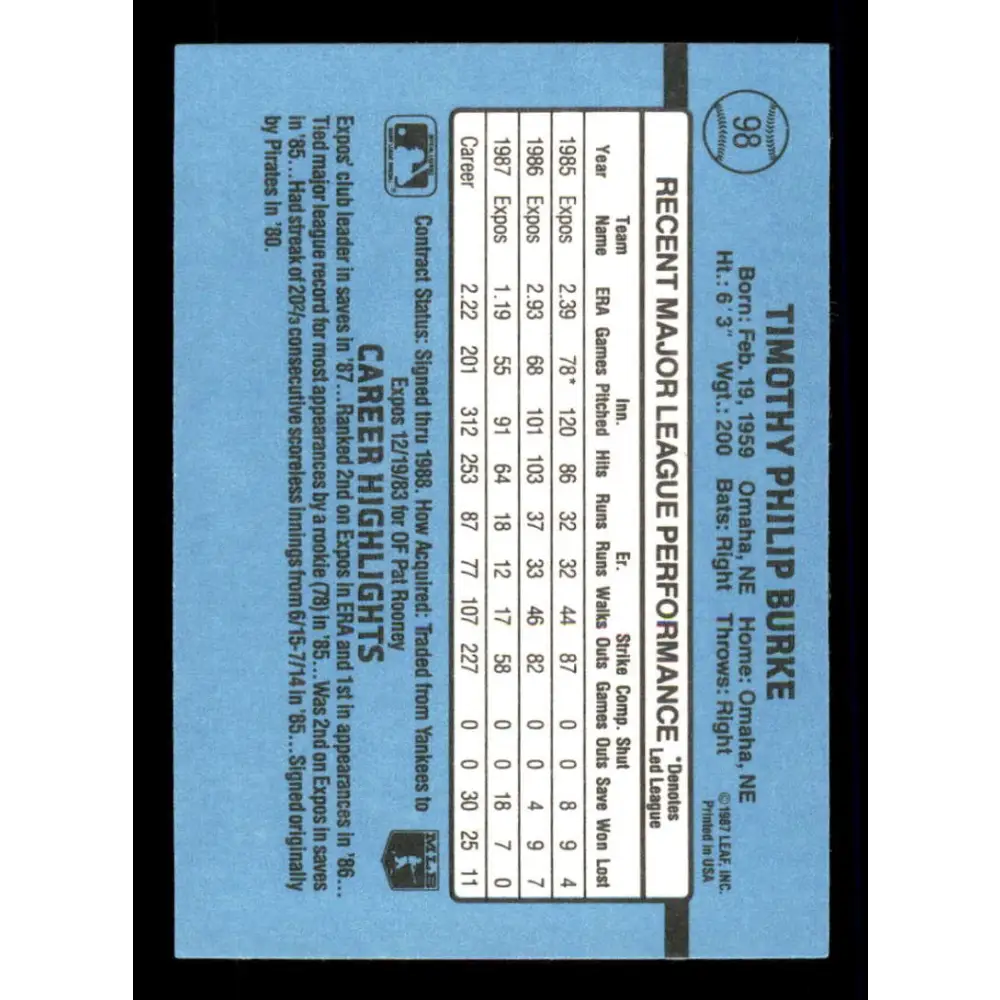 98
TIMOTHY PHILIP BURKE
Born: Feb. 19, 1959 Omaha, NE Home: Omaha, NE
Ht.: 6'3" Wgt.: 200 Bats: Right Throws: Right
©1987 LEAF, INC.
Printed in USA
RECENT MAJOR LEAGUE PERFORMANCE *Denotes Led League
Team Inn. Er. Strike Comp. Shut
Year Name ERA Games Pitched Hits Runs Runs Walks Outs Games Outs Save Won Lost
1985 Expos 2.39 78* 120 86 32 32 44 87 0 0 8 9 4
1986 Expos 2.93 68 101 103 37 33 46 82 0 0 4 9 7
1987 Expos 1.19 55 91 64 18 12 17 58 0 0 18 7 0
Career 2.22 201 312 253 87 77 107 227 0 0 30 25 11
Contract Status: Signed thru 1988. How Acquired: Traded from Yankees to
Expos 12/19/83 for OF Pat Rooney
MLB
CAREER HIGHLIGHTS
Expos' club leader in saves in '87...Ranked 2nd on Expos in ERA and 1st in appearances in '86...
Tied major league record for most appearances by a rookie (78) in '85...Was 2nd on Expos in saves
in '85...Had streak of 20⅔ consecutive scoreless innings from 6/15-7/14 in '85...Signed originally
by Pirates in '80.